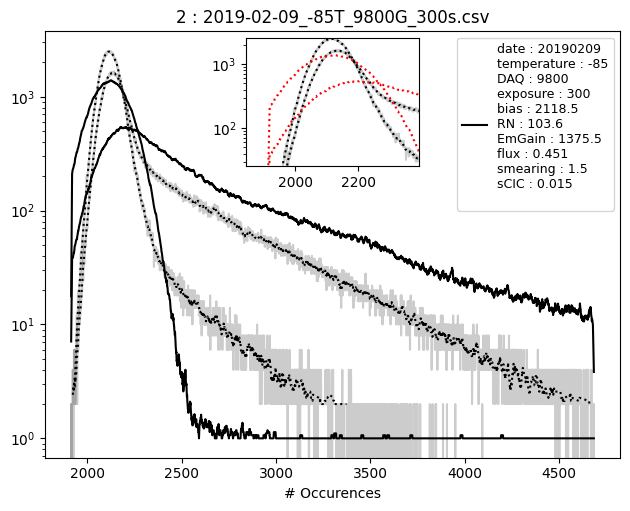 2 : 2019-02-09_-85T_9800G_300s.csv
10³
10²
10¹
10⁰
10³
10²
2000
2200
date : 20190209
temperature : -85
DAQ : 9800
exposure : 300
bias : 2118.5
RN : 103.6
EmGain : 1375.5
flux : 0.451
smearing : 1.5
sCIC : 0.015
2000
2500
3000
3500
4000
4500
# Occurences